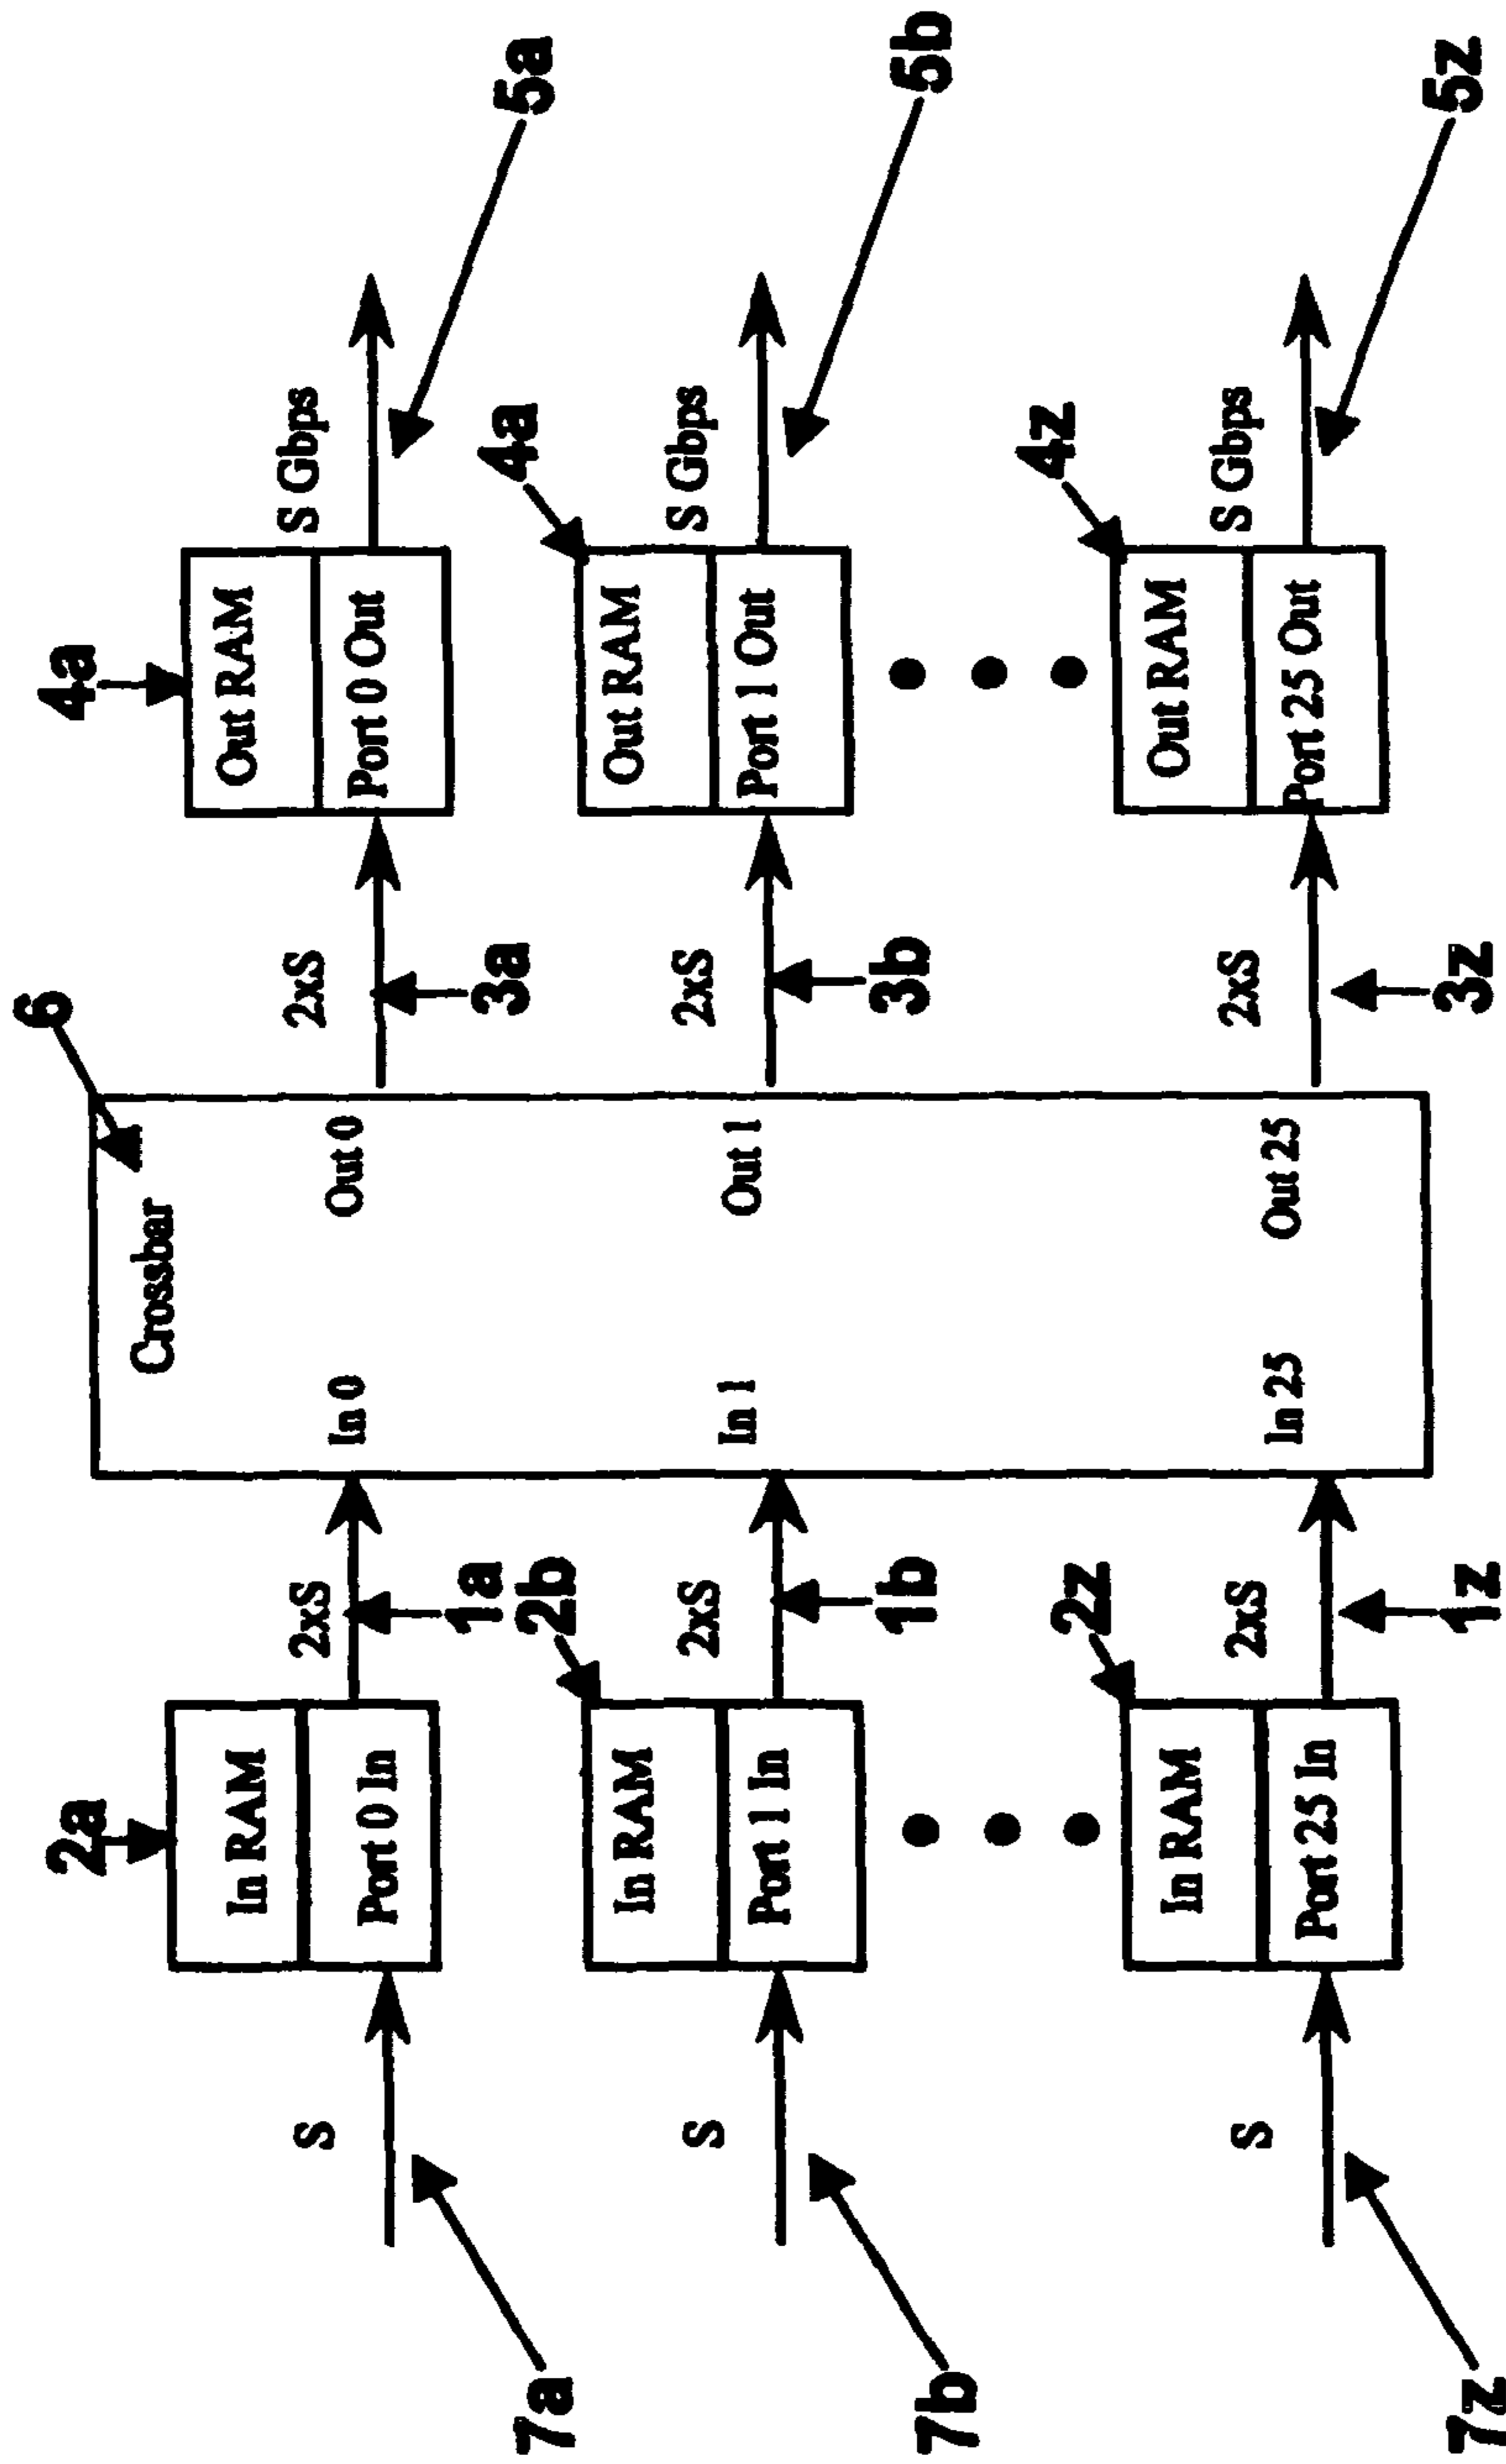 6
Crossbar
2a
In RAM
Port 0 In
S
7a
2xS
1a
In 0
Out 0
2xS
3a
4a
Out RAM
Port 0 Out
S Gbps
5a
2b
In RAM
Port 1 In
S
7b
2xS
1b
In 1
Out 1
2xS
3b
4a
Out RAM
Port 1 Out
S Gbps
5b
2z
In RAM
Port 25 In
S
7z
2xS
1z
In 25
Out 25
2xS
3z
4z
Out RAM
Port 25 Out
S Gbps
5z